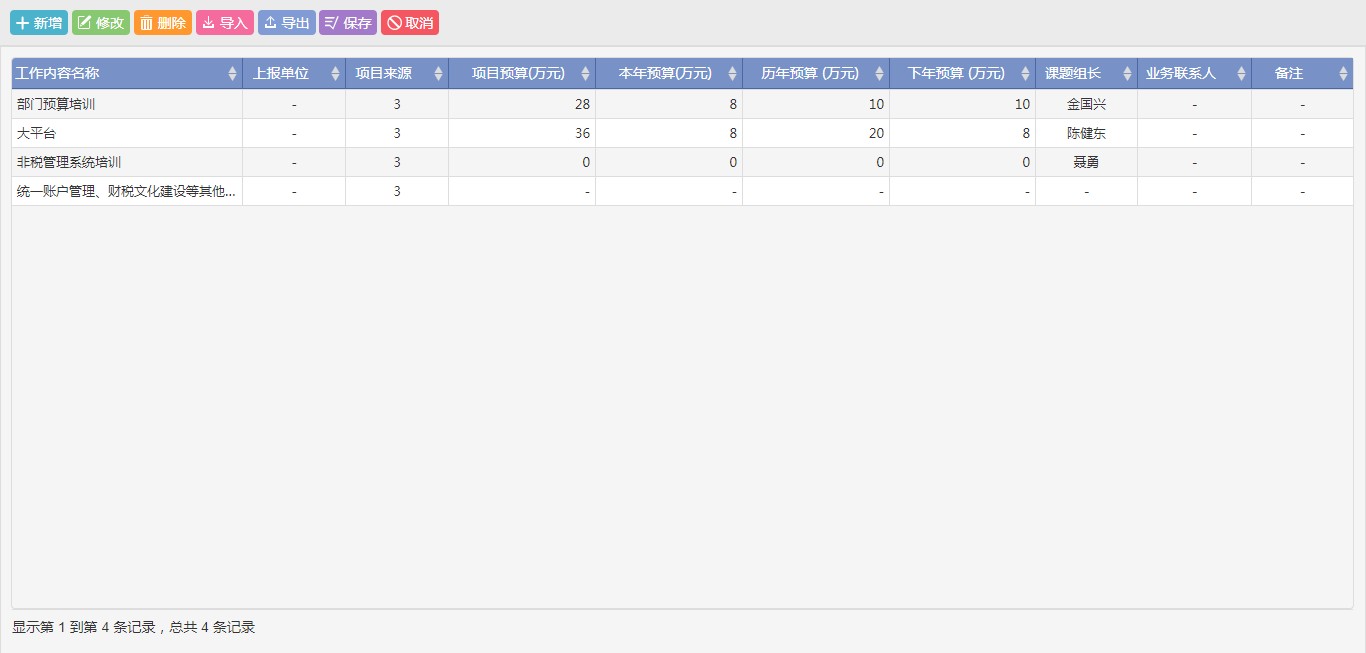 新增 修改 删除 导入 导出 保存 取消
工作内容名称 上报单位 项目来源 项目预算(万元) 本年预算(万元) 历年预算 (万元) 下年预算 (万元) 课题组长 业务联系人 备注
部门预算培训 - 3 28 8 10 10 金国兴 - -
大平台 - 3 36 8 20 8 陈健东 - -
非税管理系统培训 - 3 0 0 0 0 聂勇 - -
统一账户管理、财税文化建设等其他... - 3 - - - - - - -
显示第 1 到第 4 条记录，总共 4 条记录